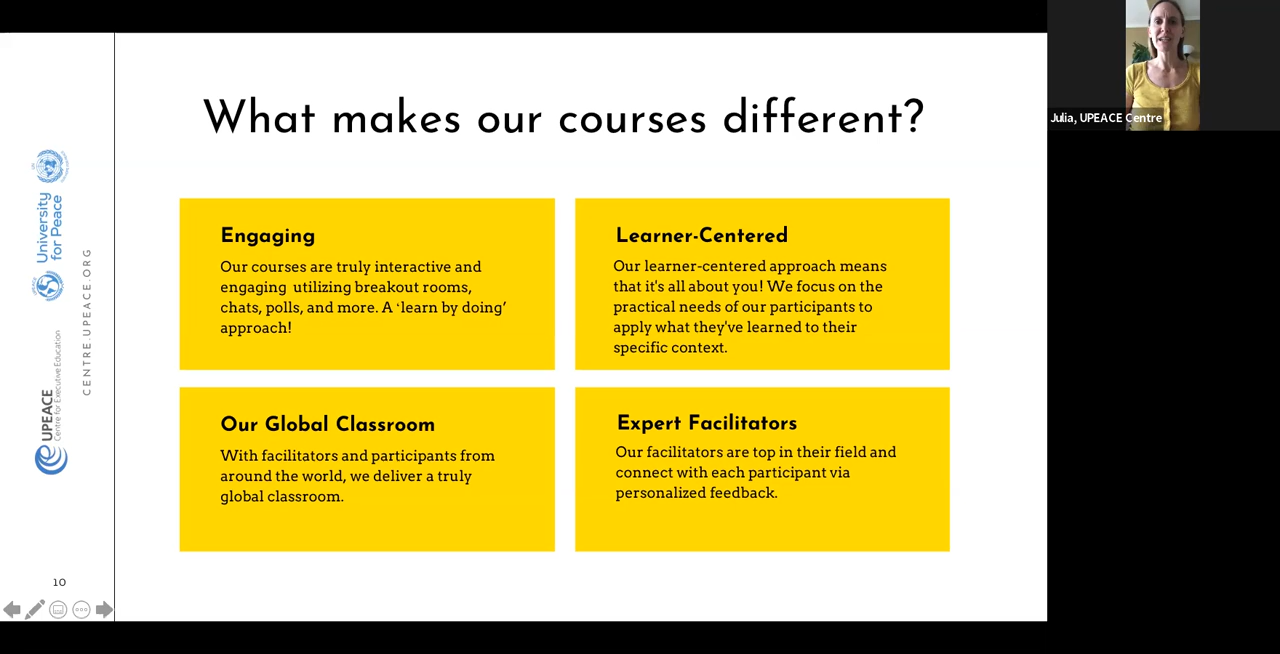 What makes our courses different?
Engaging
Our courses are truly interactive and
engaging utilizing breakout rooms,
chats, polls, and more. A ‘learn by doing’
approach!
Learner-Centered
Our learner-centered approach means
that it's all about you! We focus on the
practical needs of our participants to
apply what they've learned to their
specific context.
Our Global Classroom
With facilitators and participants from
around the world, we deliver a truly
global classroom.
Expert Facilitators
Our facilitators are top in their field and
connect with each participant via
personalized feedback.
University
for Peace
UPEACE
Centre for Executive Education
CENTRE.UPEACE.ORG
10
Julia, UPEACE Centre